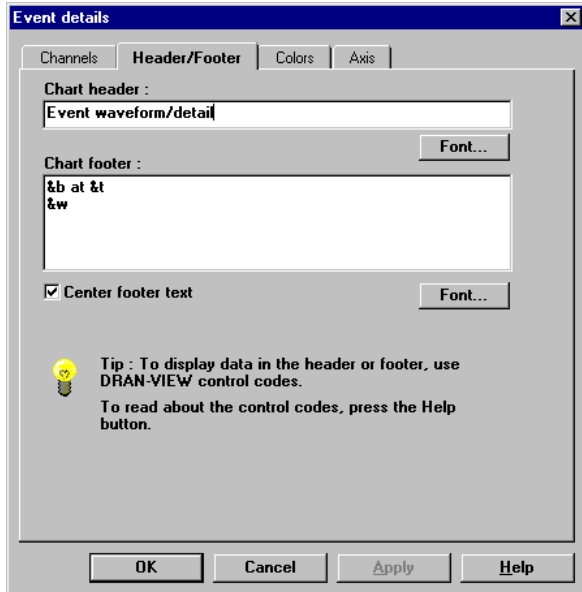 Event details
Channels
Header/Footer
Colors
Axis
Chart header :
Event waveform/detail
Font...
Chart footer :
&b at &t
&w
Center footer text
Font...
Tip : To display data in the header or footer, use
DRAN-VIEW control codes.
To read about the control codes, press the Help
button.
OK
Cancel
Apply
Help